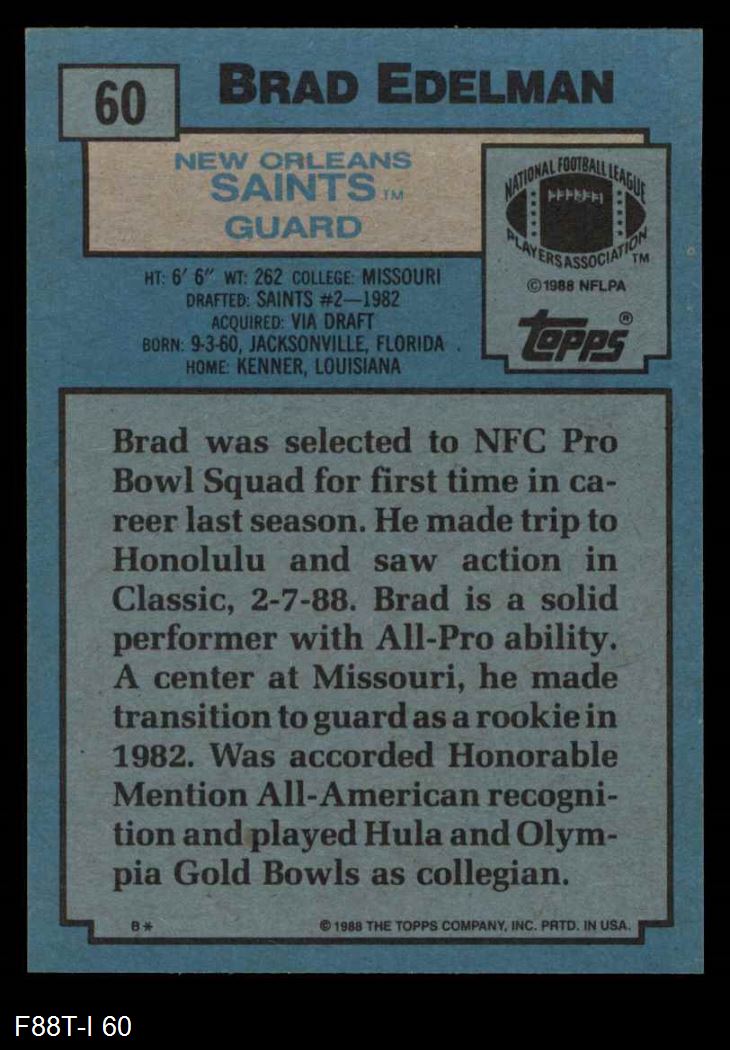 60
BRAD EDELMAN
NEW ORLEANS
SAINTS TM
GUARD
NATIONAL FOOTBALL LEAGUE
PLAYERS ASSOCIATION TM
© 1988 NFLPA
Topps ®
HT: 6' 6" WT: 262 COLLEGE: MISSOURI
DRAFTED: SAINTS #2—1982
ACQUIRED: VIA DRAFT
BORN: 9-3-60, JACKSONVILLE, FLORIDA
HOME: KENNER, LOUISIANA
Brad was selected to NFC Pro
Bowl Squad for first time in ca-
reer last season. He made trip to
Honolulu and saw action in
Classic, 2-7-88. Brad is a solid
performer with All-Pro ability.
A center at Missouri, he made
transition to guard as a rookie in
1982. Was accorded Honorable
Mention All-American recogni-
tion and played Hula and Olym-
pia Gold Bowls as collegian.
B*
© 1988 THE TOPPS COMPANY, INC. PRTD. IN USA.
F88T-I 60